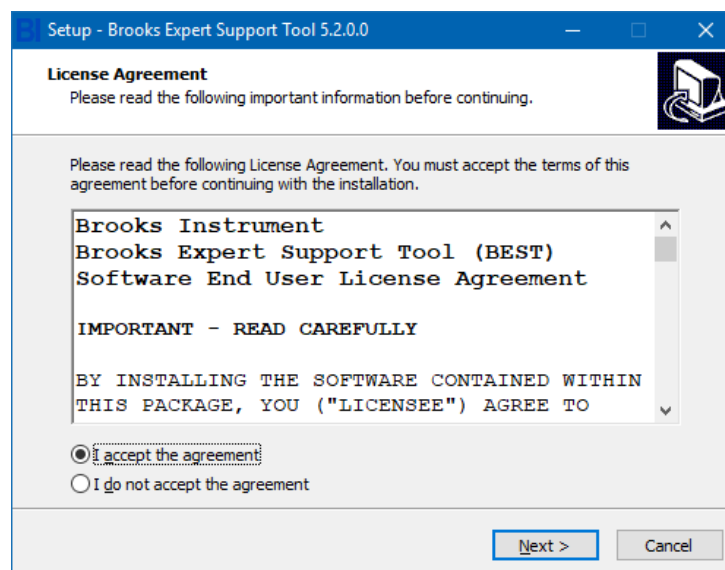 BI Setup - Brooks Expert Support Tool 5.2.0.0
License Agreement
Please read the following important information before continuing.
Please read the following License Agreement. You must accept the terms of this
agreement before continuing with the installation.
Brooks Instrument
Brooks Expert Support Tool (BEST)
Software End User License Agreement
IMPORTANT - READ CAREFULLY
BY INSTALLING THE SOFTWARE CONTAINED WITHIN
THIS PACKAGE, YOU ("LICENSEE") AGREE TO
I accept the agreement
I do not accept the agreement
Next >
Cancel